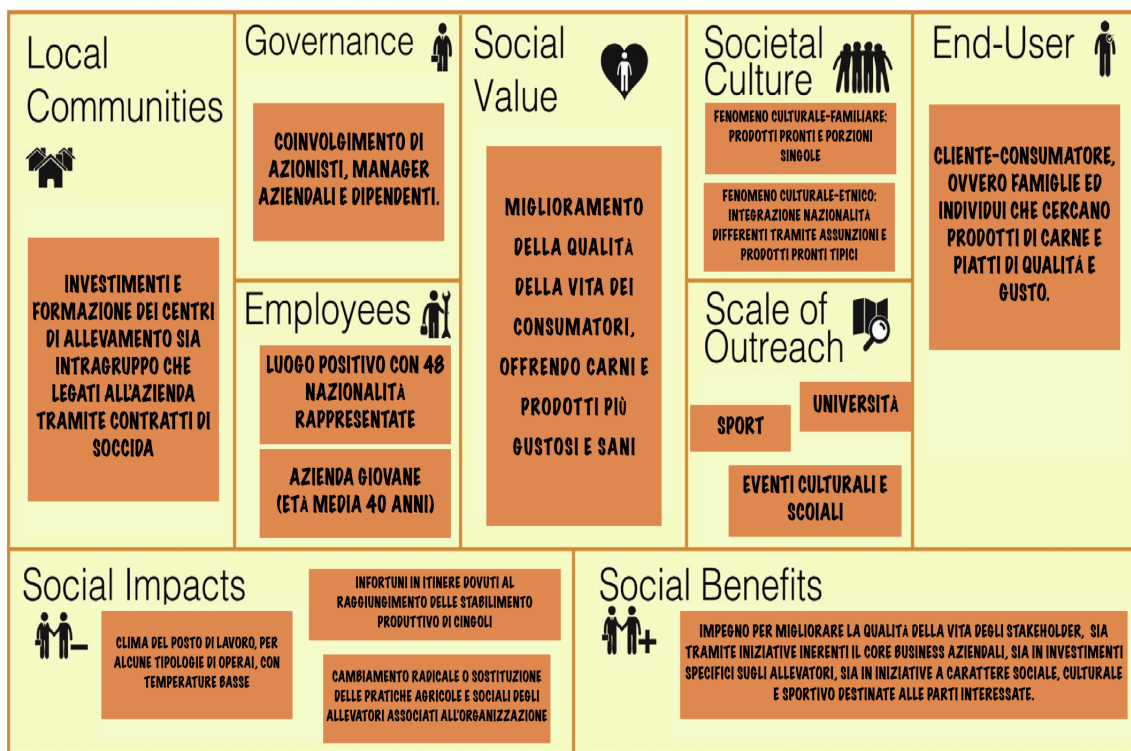 Local
Communities
INVESTIMENTI E
FORMAZIONE DEI CENTRI
DI ALLEVAMENTO SIA
INTRAGRUPPO CHE
LEGATI ALL'AZIENDA
TRAMITE CONTRATTI DI
SOCCIDA
Governance
COINVOLGIMENTO DI
AZIONISTI, MANAGER
AZIENDALI E DIPENDENTI.
Employees
LUOGO POSITIVO CON 48
NAZIONALITÀ
RAPPRESENTATE
AZIENDA GIOVANE
(ETÀ MEDIA 40 ANNI)
Social
Value
MIGLIORAMENTO
DELLA QUALITÀ
DELLA VITA DEI
CONSUMATORI,
OFFRENDO CARNI E
PRODOTTI PIÙ
GUSTOSI E SANI
Societal
Culture
FENOMENO CULTURALE-FAMILIARE:
PRODOTTI PRONTI E PORZIONI
SINGOLE
FENOMENO CULTURALE-ETNICO:
INTEGRAZIONE NAZIONALITÀ
DIFFERENTI TRAMITE ASSUNZIONI E
PRODOTTI PRONTI TIPICI
Scale of
Outreach
UNIVERSITÀ
SPORT
EVENTI CULTURALI E
SCOIALI
End-User
CLIENTE-CONSUMATORE,
OVVERO FAMIGLIE ED
INDIVIDUI CHE CERCANO
PRODOTTI DI CARNE E
PIATTI DI QUALITÁ E
GUSTO.
Social Impacts
CLIMA DEL POSTO DI LAVORO, PER
ALCUNE TIPOLOGIE DI OPERAI, CON
TEMPERATURE BASSE
INFORTUNI IN ITINERE DOVUTI AL
RAGGIUNGIMENTO DELLE STABILIMENTO
PRODUTTIVO DI CINGOLI
CAMBIAMENTO RADICALE O SOSTITUZIONE
DELLE PRATICHE AGRICOLE E SOCIALI DEGLI
ALLEVATORI ASSOCIATI ALL'ORGANIZZAZIONE
Social Benefits
IMPEGNO PER MIGLIORARE LA QUALITÀ DELLA VITA DEGLI STAKEHOLDER, SIA
TRAMITE INIZIATIVE INERENTI IL CORE BUSINESS AZIENDALI, SIA IN INVESTIMENTI
SPECIFICI SUGLI ALLEVATORI, SIA IN INIZIATIVE A CARATTERE SOCIALE, CULTURALE
E SPORTIVO DESTINATE ALLE PARTI INTERESSATE.